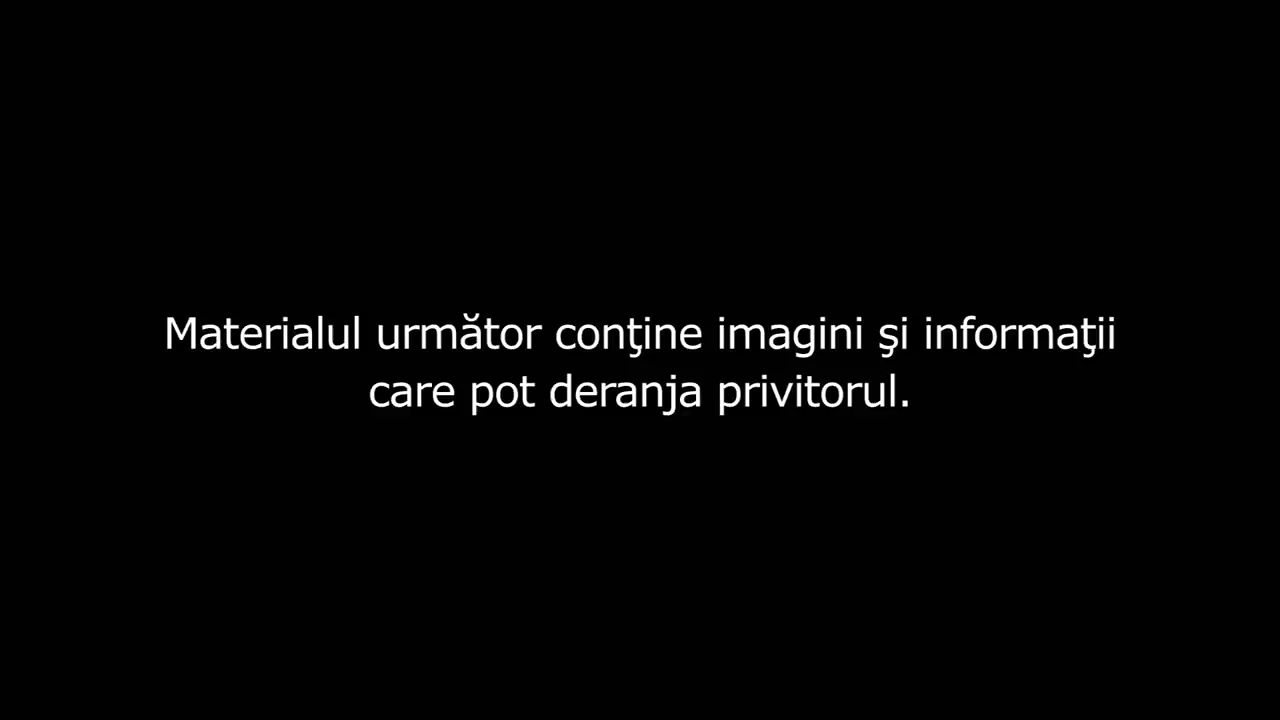 Materialul următor conţine imagini şi informaţii
care pot deranja privitorul.